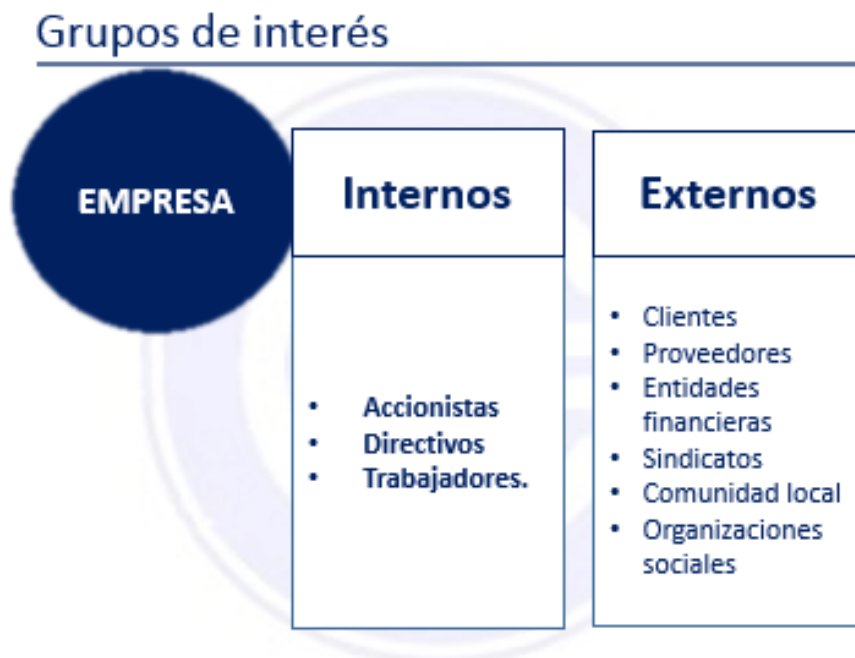 Grupos de interés
EMPRESA
Internos
• Accionistas
• Directivos
• Trabajadores.
Externos
• Clientes
• Proveedores
• Entidades
financieras
• Sindicatos
• Comunidad local
• Organizaciones
sociales